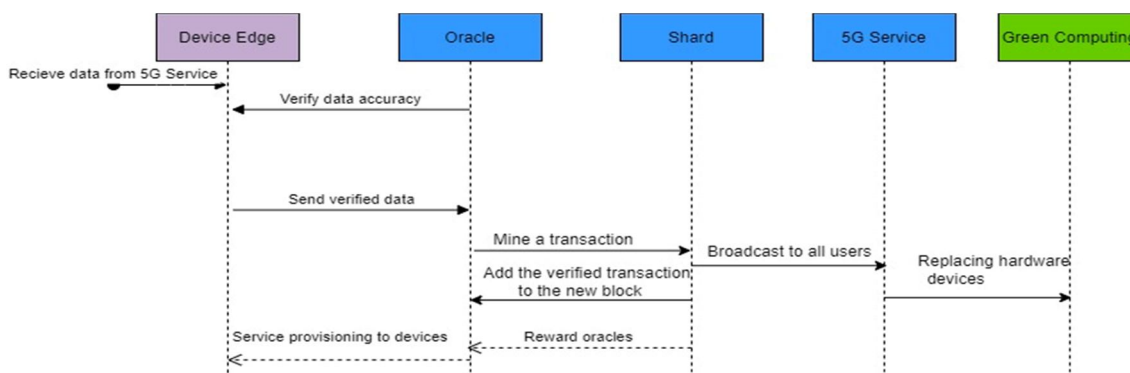 Device Edge
Oracle
Shard
5G Service
Green Computing
Recieve data from 5G Service
Verify data accuracy
Send verified data
Mine a transaction
Broadcast to all users
Replacing hardware
devices
Add the verified transaction
to the new block
Service provisioning to devices
Reward oracles